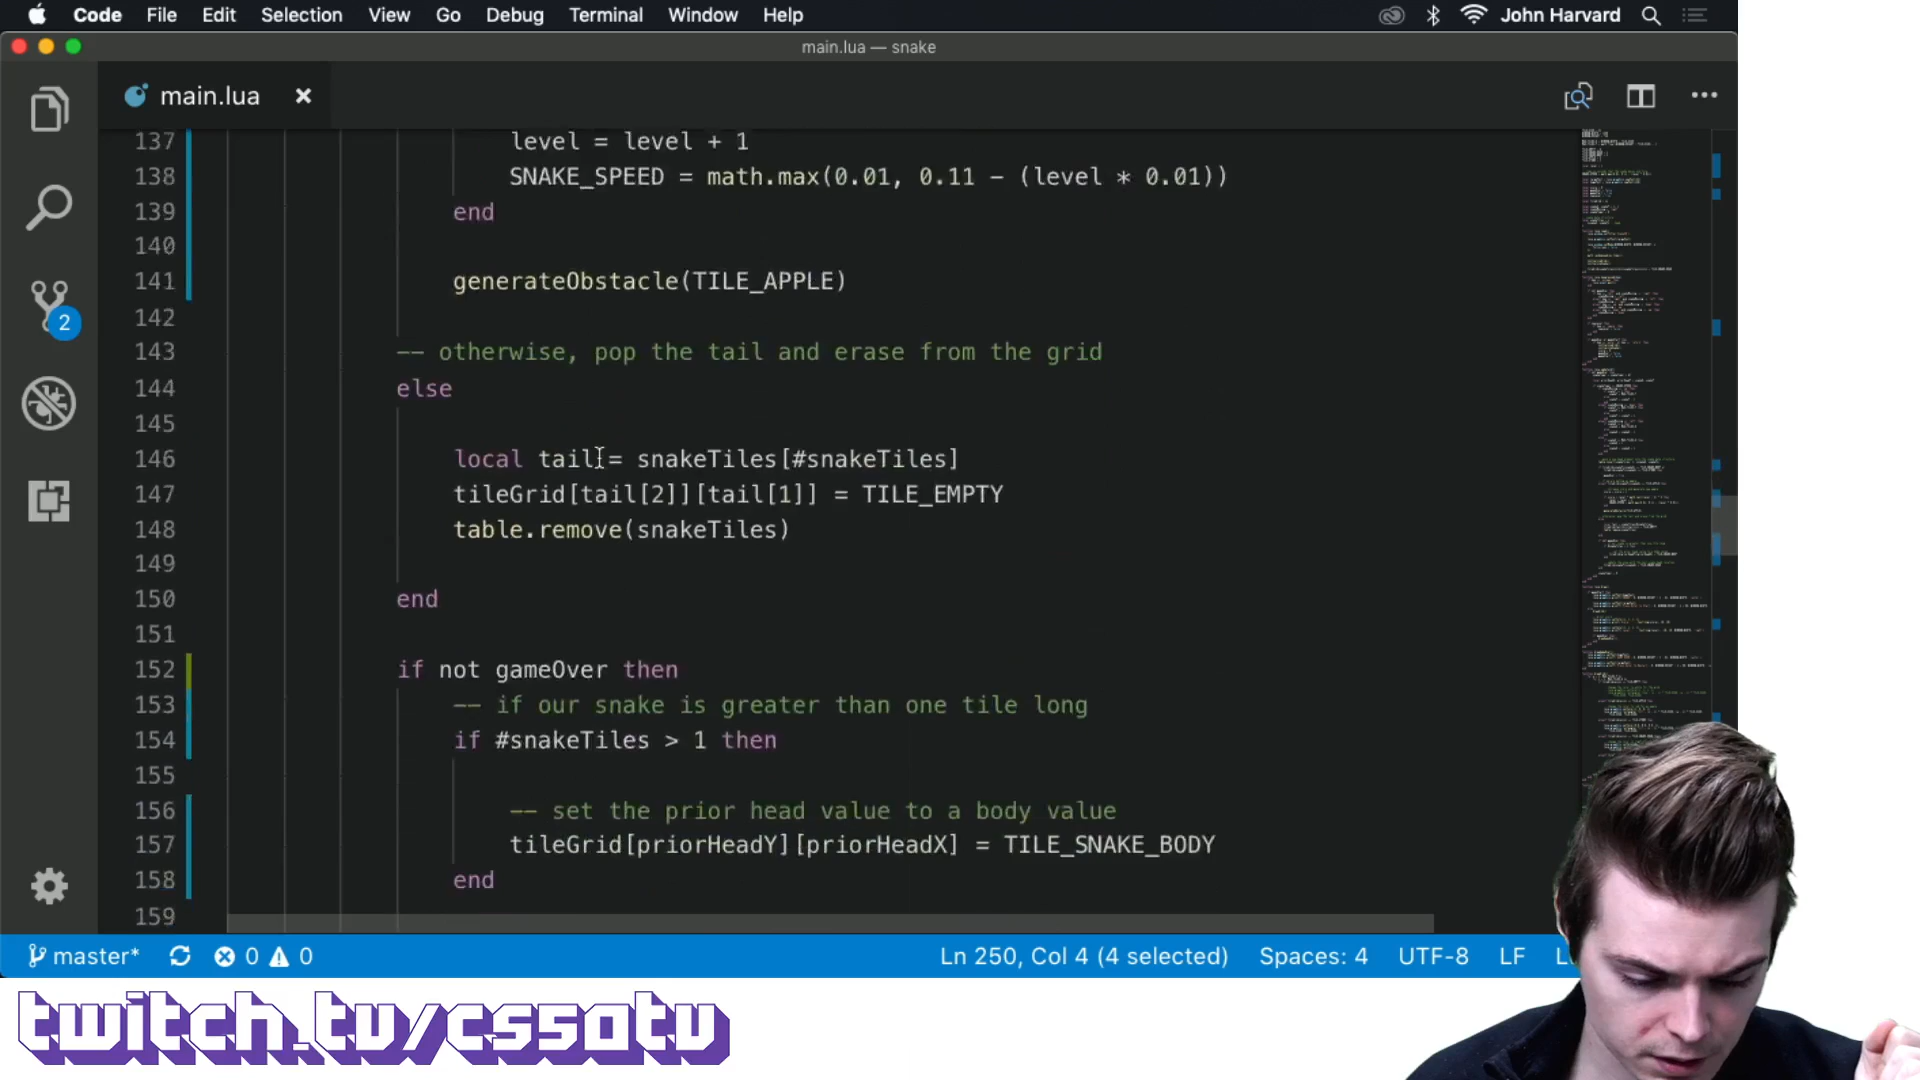 Code File Edit Selection View Go Debug Terminal Window Help John Harvard
main.lua — snake
main.lua
137 level = level + 1
138 SNAKE_SPEED = math.max(0.01, 0.11 - (level * 0.01))
139 end
140
141 generateObstacle(TILE_APPLE)
142
143 -- otherwise, pop the tail and erase from the grid
144 else
145
146 local tail = snakeTiles[#snakeTiles]
147 tileGrid[tail[2]][tail[1]] = TILE_EMPTY
148 table.remove(snakeTiles)
149
150 end
151
152 if not gameOver then
153 -- if our snake is greater than one tile long
154 if #snakeTiles > 1 then
155
156 -- set the prior head value to a body value
157 tileGrid[priorHeadY][priorHeadX] = TILE_SNAKE_BODY
158 end
159
2
master* 0 0 Ln 250, Col 4 (4 selected) Spaces: 4 UTF-8 LF
twitch.tv/cs50tv